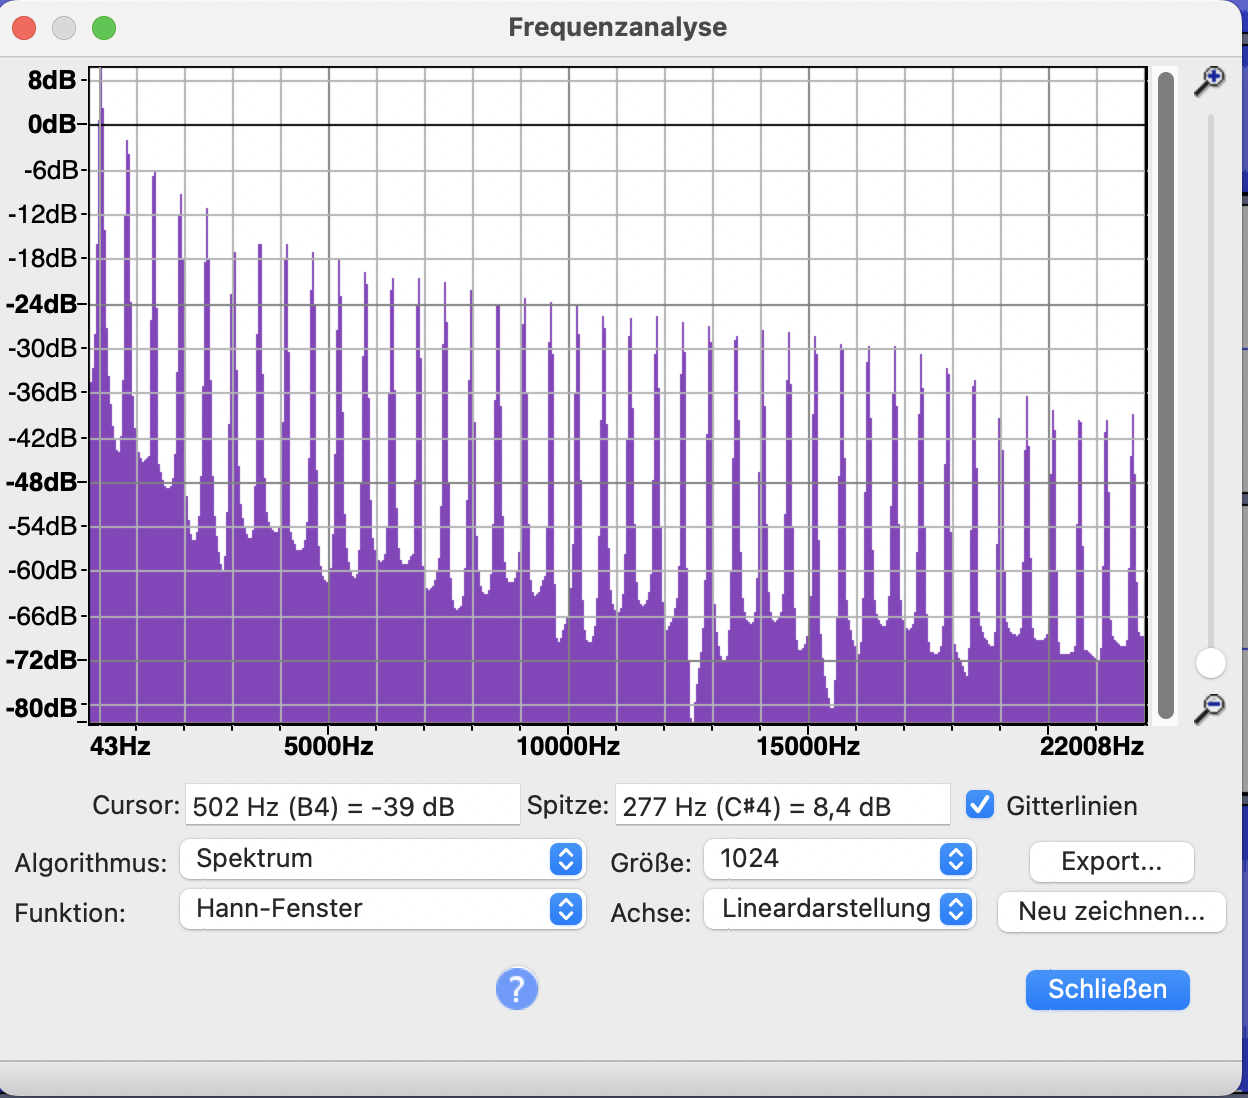 Frequenzanalyse
8dB
0dB
-6dB
-12dB
-18dB
-24dB
-30dB
-36dB
-42dB
-48dB
-54dB
-60dB
-66dB
-72dB
-80dB
43Hz 5000Hz 10000Hz 15000Hz 22008Hz
Cursor: 502 Hz (B4) = -39 dB Spitze: 277 Hz (C♯4) = 8,4 dB Gitterlinien
Algorithmus: Spektrum Größe: 1024 Export...
Funktion: Hann-Fenster Achse: Lineardarstellung Neu zeichnen...
? Schließen